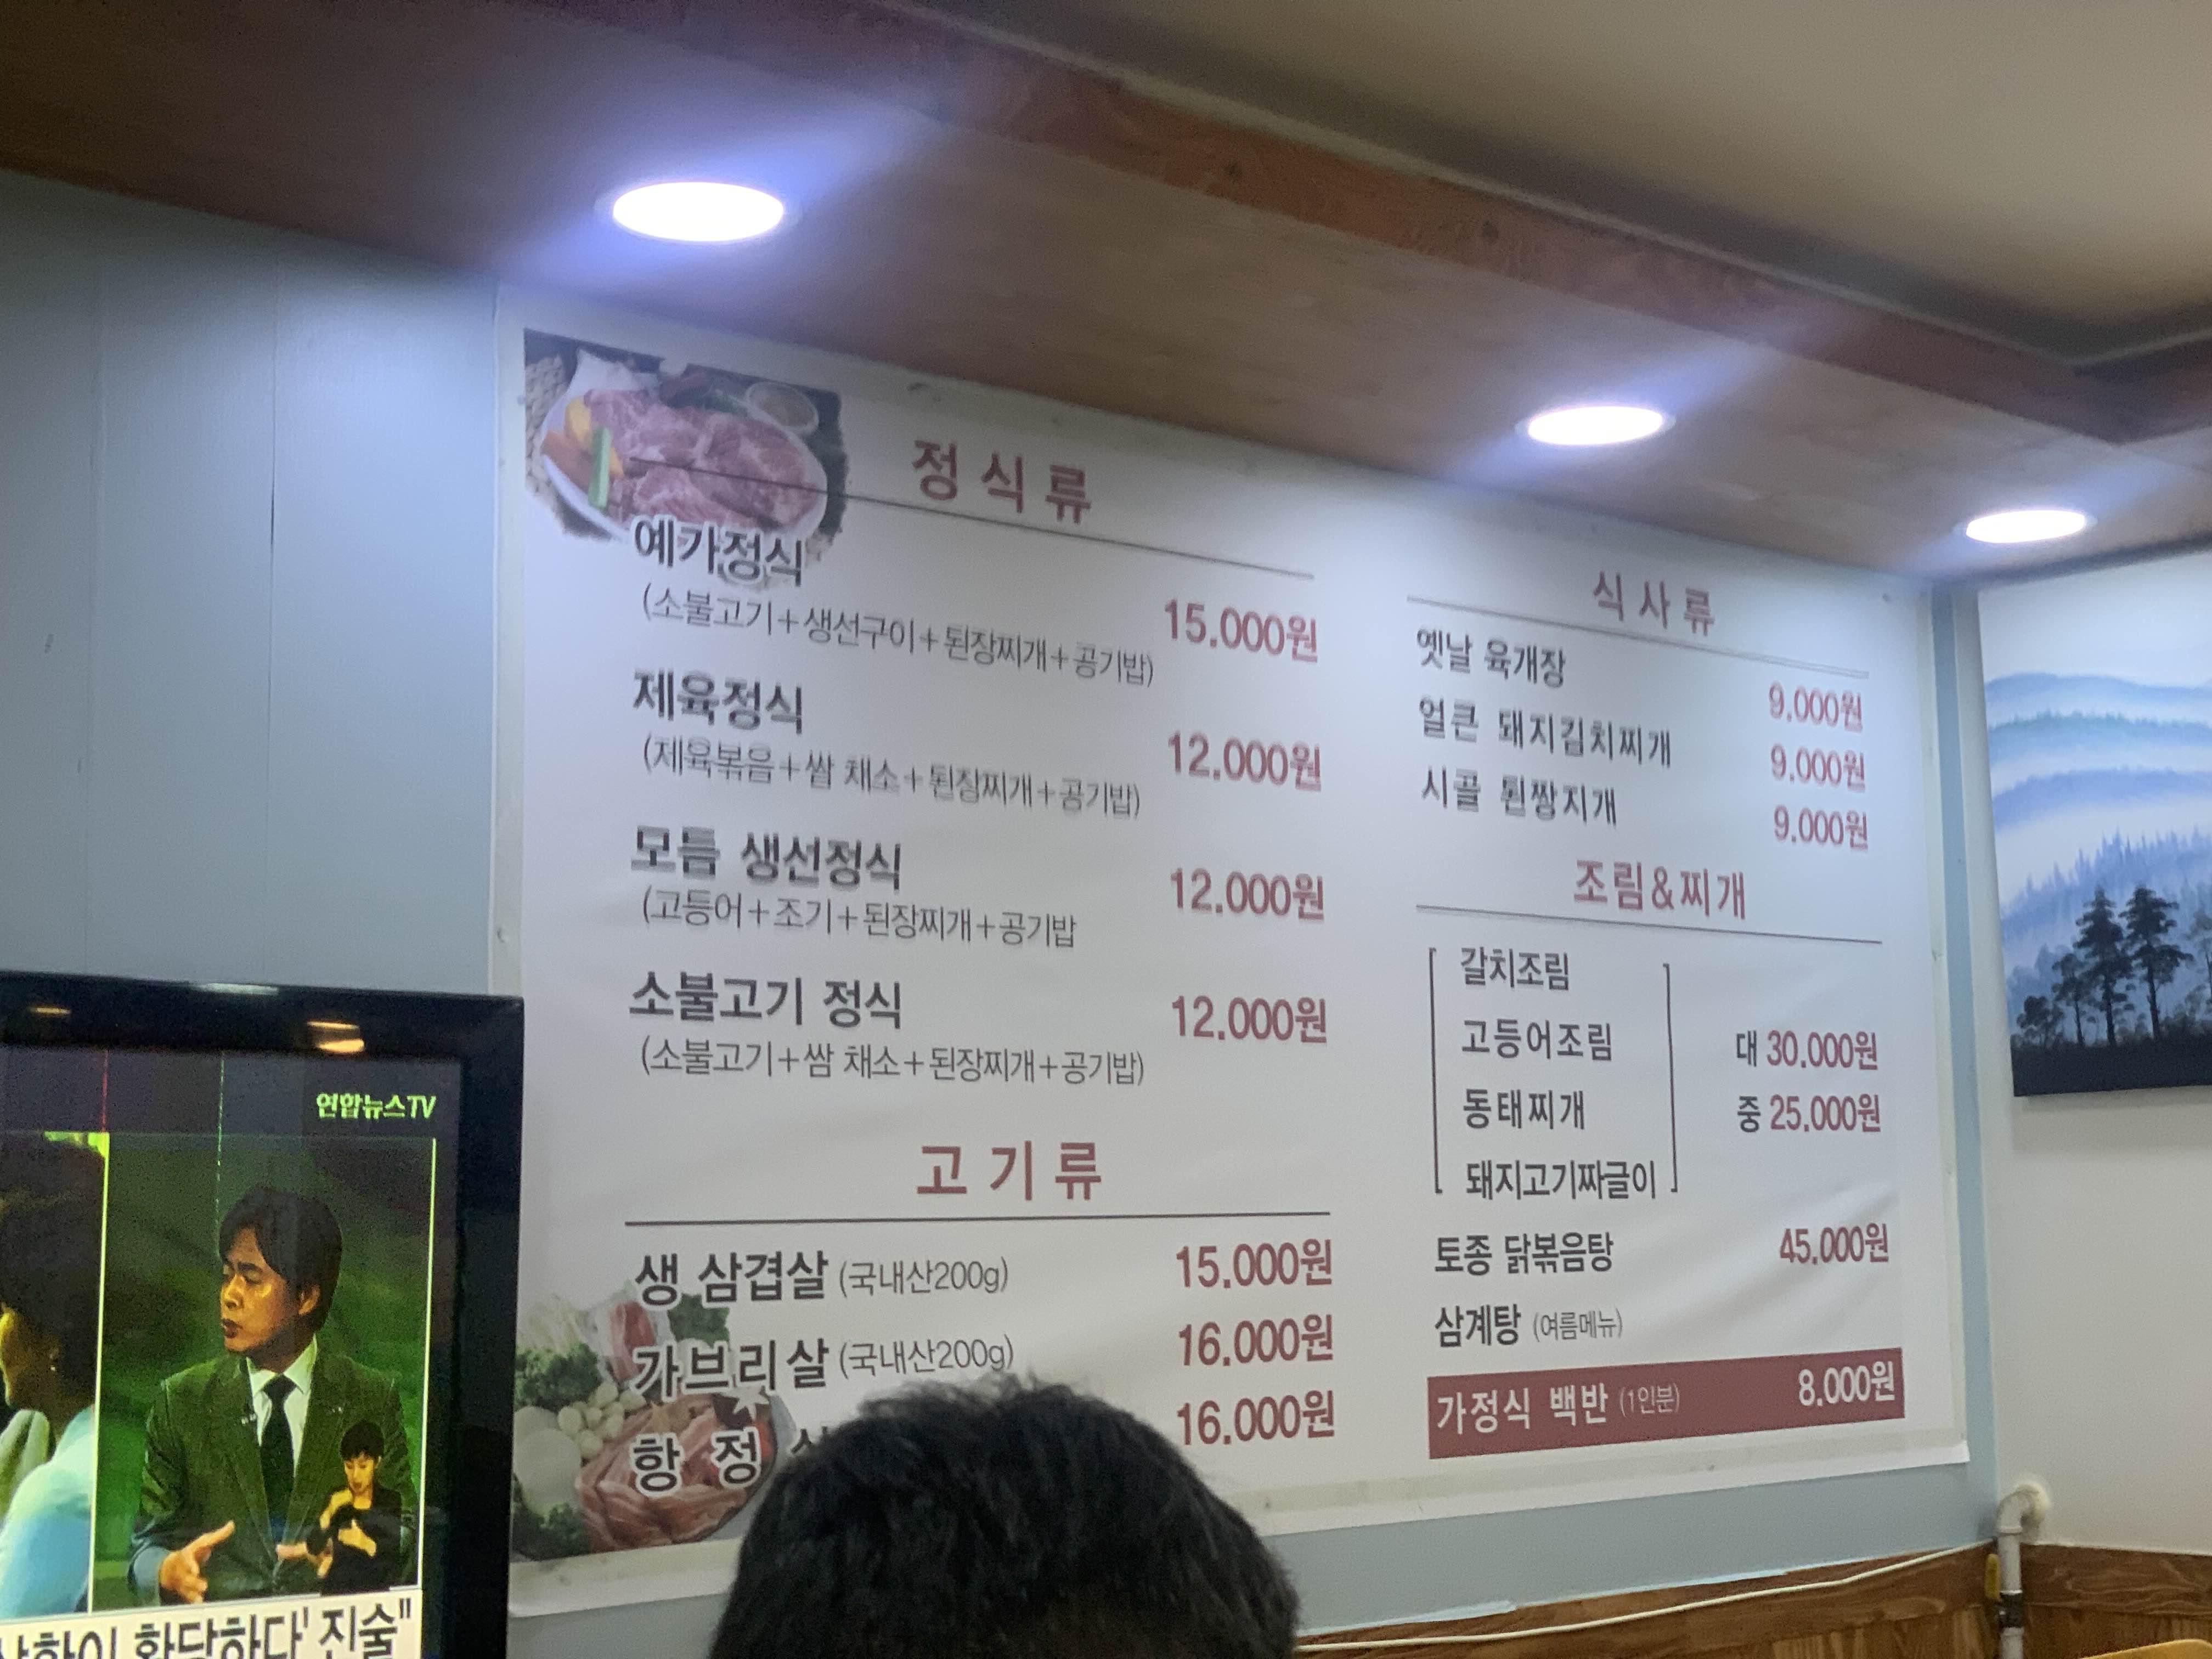 정식류
예가정식
(소불고기+생선구이+된장찌개+공기밥)
15.000원
제육정식
(제육볶음+쌈 채소+된장찌개+공기밥)
12.000원
모듬 생선정식
(고등어+조기+된장찌개+공기밥
12.000원
소불고기 정식
(소불고기+쌈 채소+된장찌개+공기밥)
12.000원
고기류
생 삼겹살 (국내산200g) 15.000원
가브리살 (국내산200g) 16.000원
항정 16.000원
식사류
옛날 육개장 9.000원
얼큰 돼지김치찌개 9.000원
시골 된짱지개 9.000원
조림&찌개
갈치조림
고등어조림
동태찌개
돼지고기짜글이
대 30.000원
중 25.000원
토종 닭볶음탕 45.000원
삼계탕 (여름메뉴)
가정식 백반 (1인분) 8.000원
연합뉴스TV
황당하다' 진술"